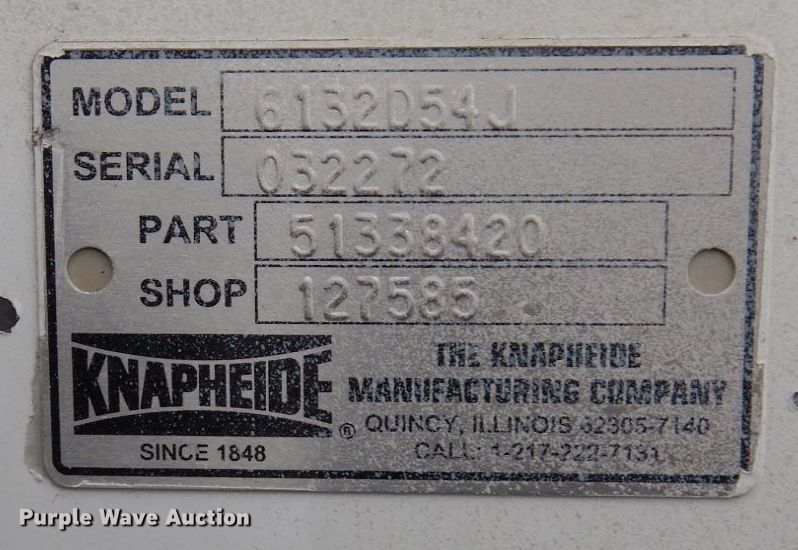 MODEL 6132D54J
SERIAL 032272
PART 51338420
SHOP 127585
KNAPHEIDE ®
SINCE 1848
THE KNAPHEIDE
MANUFACTURING COMPANY
QUINCY, ILLINOIS 62305-7140
CALL: 1-217-222-7131
Purple Wave Auction